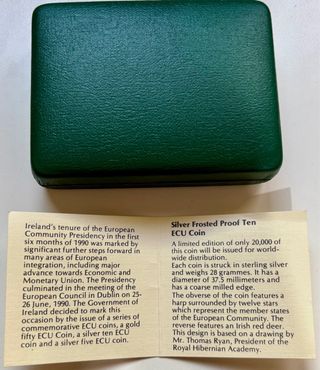 Ireland's tenure of the European
Community Presidency in the first
six months of 1990 was marked by
significant further steps forward in
many areas of European
integration, including major
advance towards Economic and
Monetary Union. The Presidency
culminated in the meeting of the
European Council in Dublin on 25-
26 June, 1990. The Government of
Ireland decided to mark this
occasion by the issue of a series of
commemorative ECU coins, a gold
fifty ECU coin, a silver ten ECU
coin and a silver five ECU coin.
Silver Frosted Proof Ten
ECU Coin
A limited edition of only 20,000 of
this coin will be issued for world-
wide distribution.
Each coin is struck in sterling silver
and weighs 28 grammes. It has a
diameter of 37.5 millimeters and
has a coarse milled edge.
The obverse of the coin features a
harp surrounded by twelve stars
which represent the member states
of the European Community. The
reverse features an Irish red deer.
This design is based on a drawing by
Mr. Thomas Ryan, President of the
Royal Hibernian Academy.